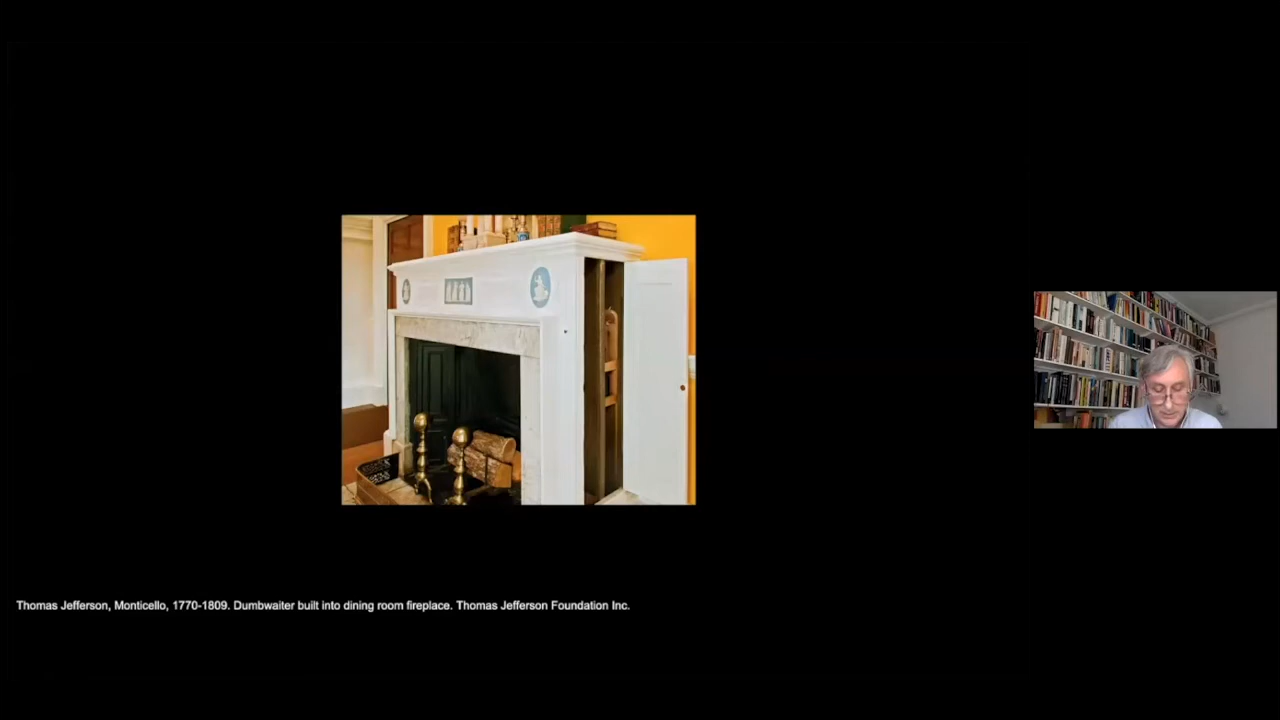 Thomas Jefferson, Monticello, 1770-1809. Dumbwaiter built into dining room fireplace. Thomas Jefferson Foundation Inc.